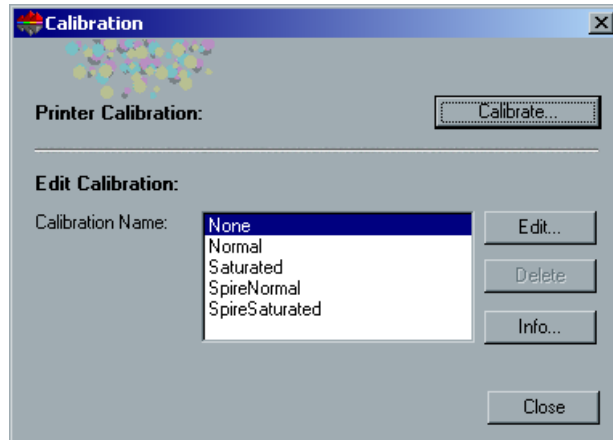 Calibration
Printer Calibration:
Calibrate...
Edit Calibration:
Calibration Name:
None
Normal
Saturated
SpireNormal
SpireSaturated
Edit...
Delete
Info...
Close